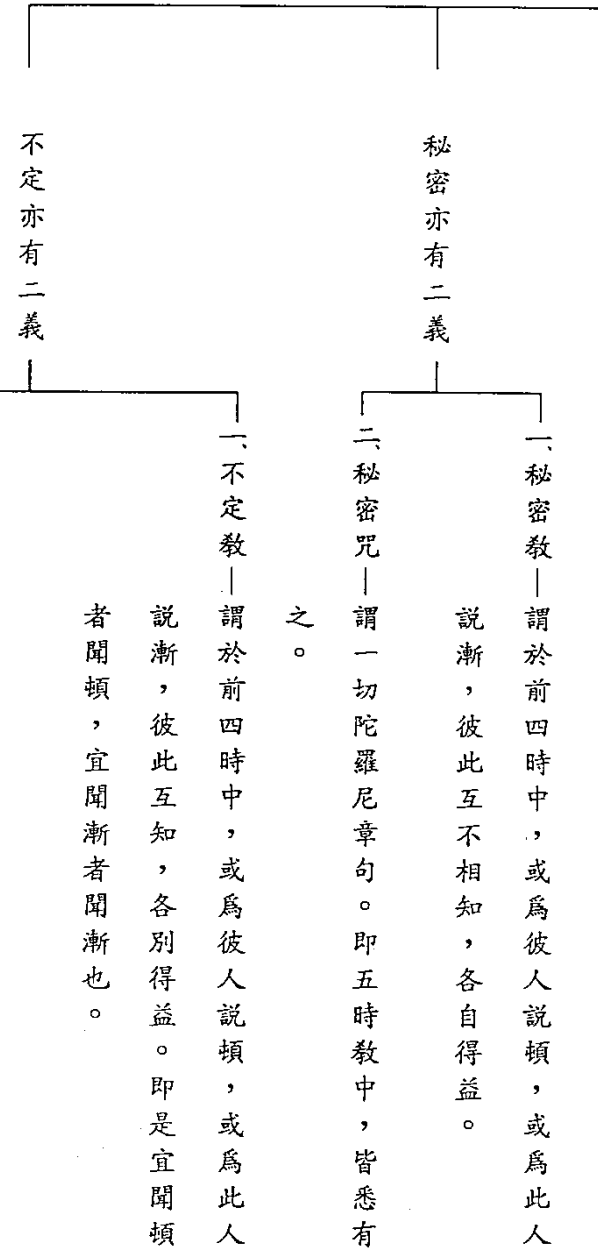 秘密亦有二義
一、秘密教—謂於前四時中，或爲彼人說頓，或爲此人
說漸，彼此互不相知，各自得益。
二、秘密咒—謂一切陀羅尼章句。即五時教中，皆悉有
之。
不定亦有二義
一、不定教—謂於前四時中，或爲彼人說頓，或爲此人
說漸，彼此互知，各別得益。即是宜聞頓
者聞頓，宜聞漸者聞漸也。